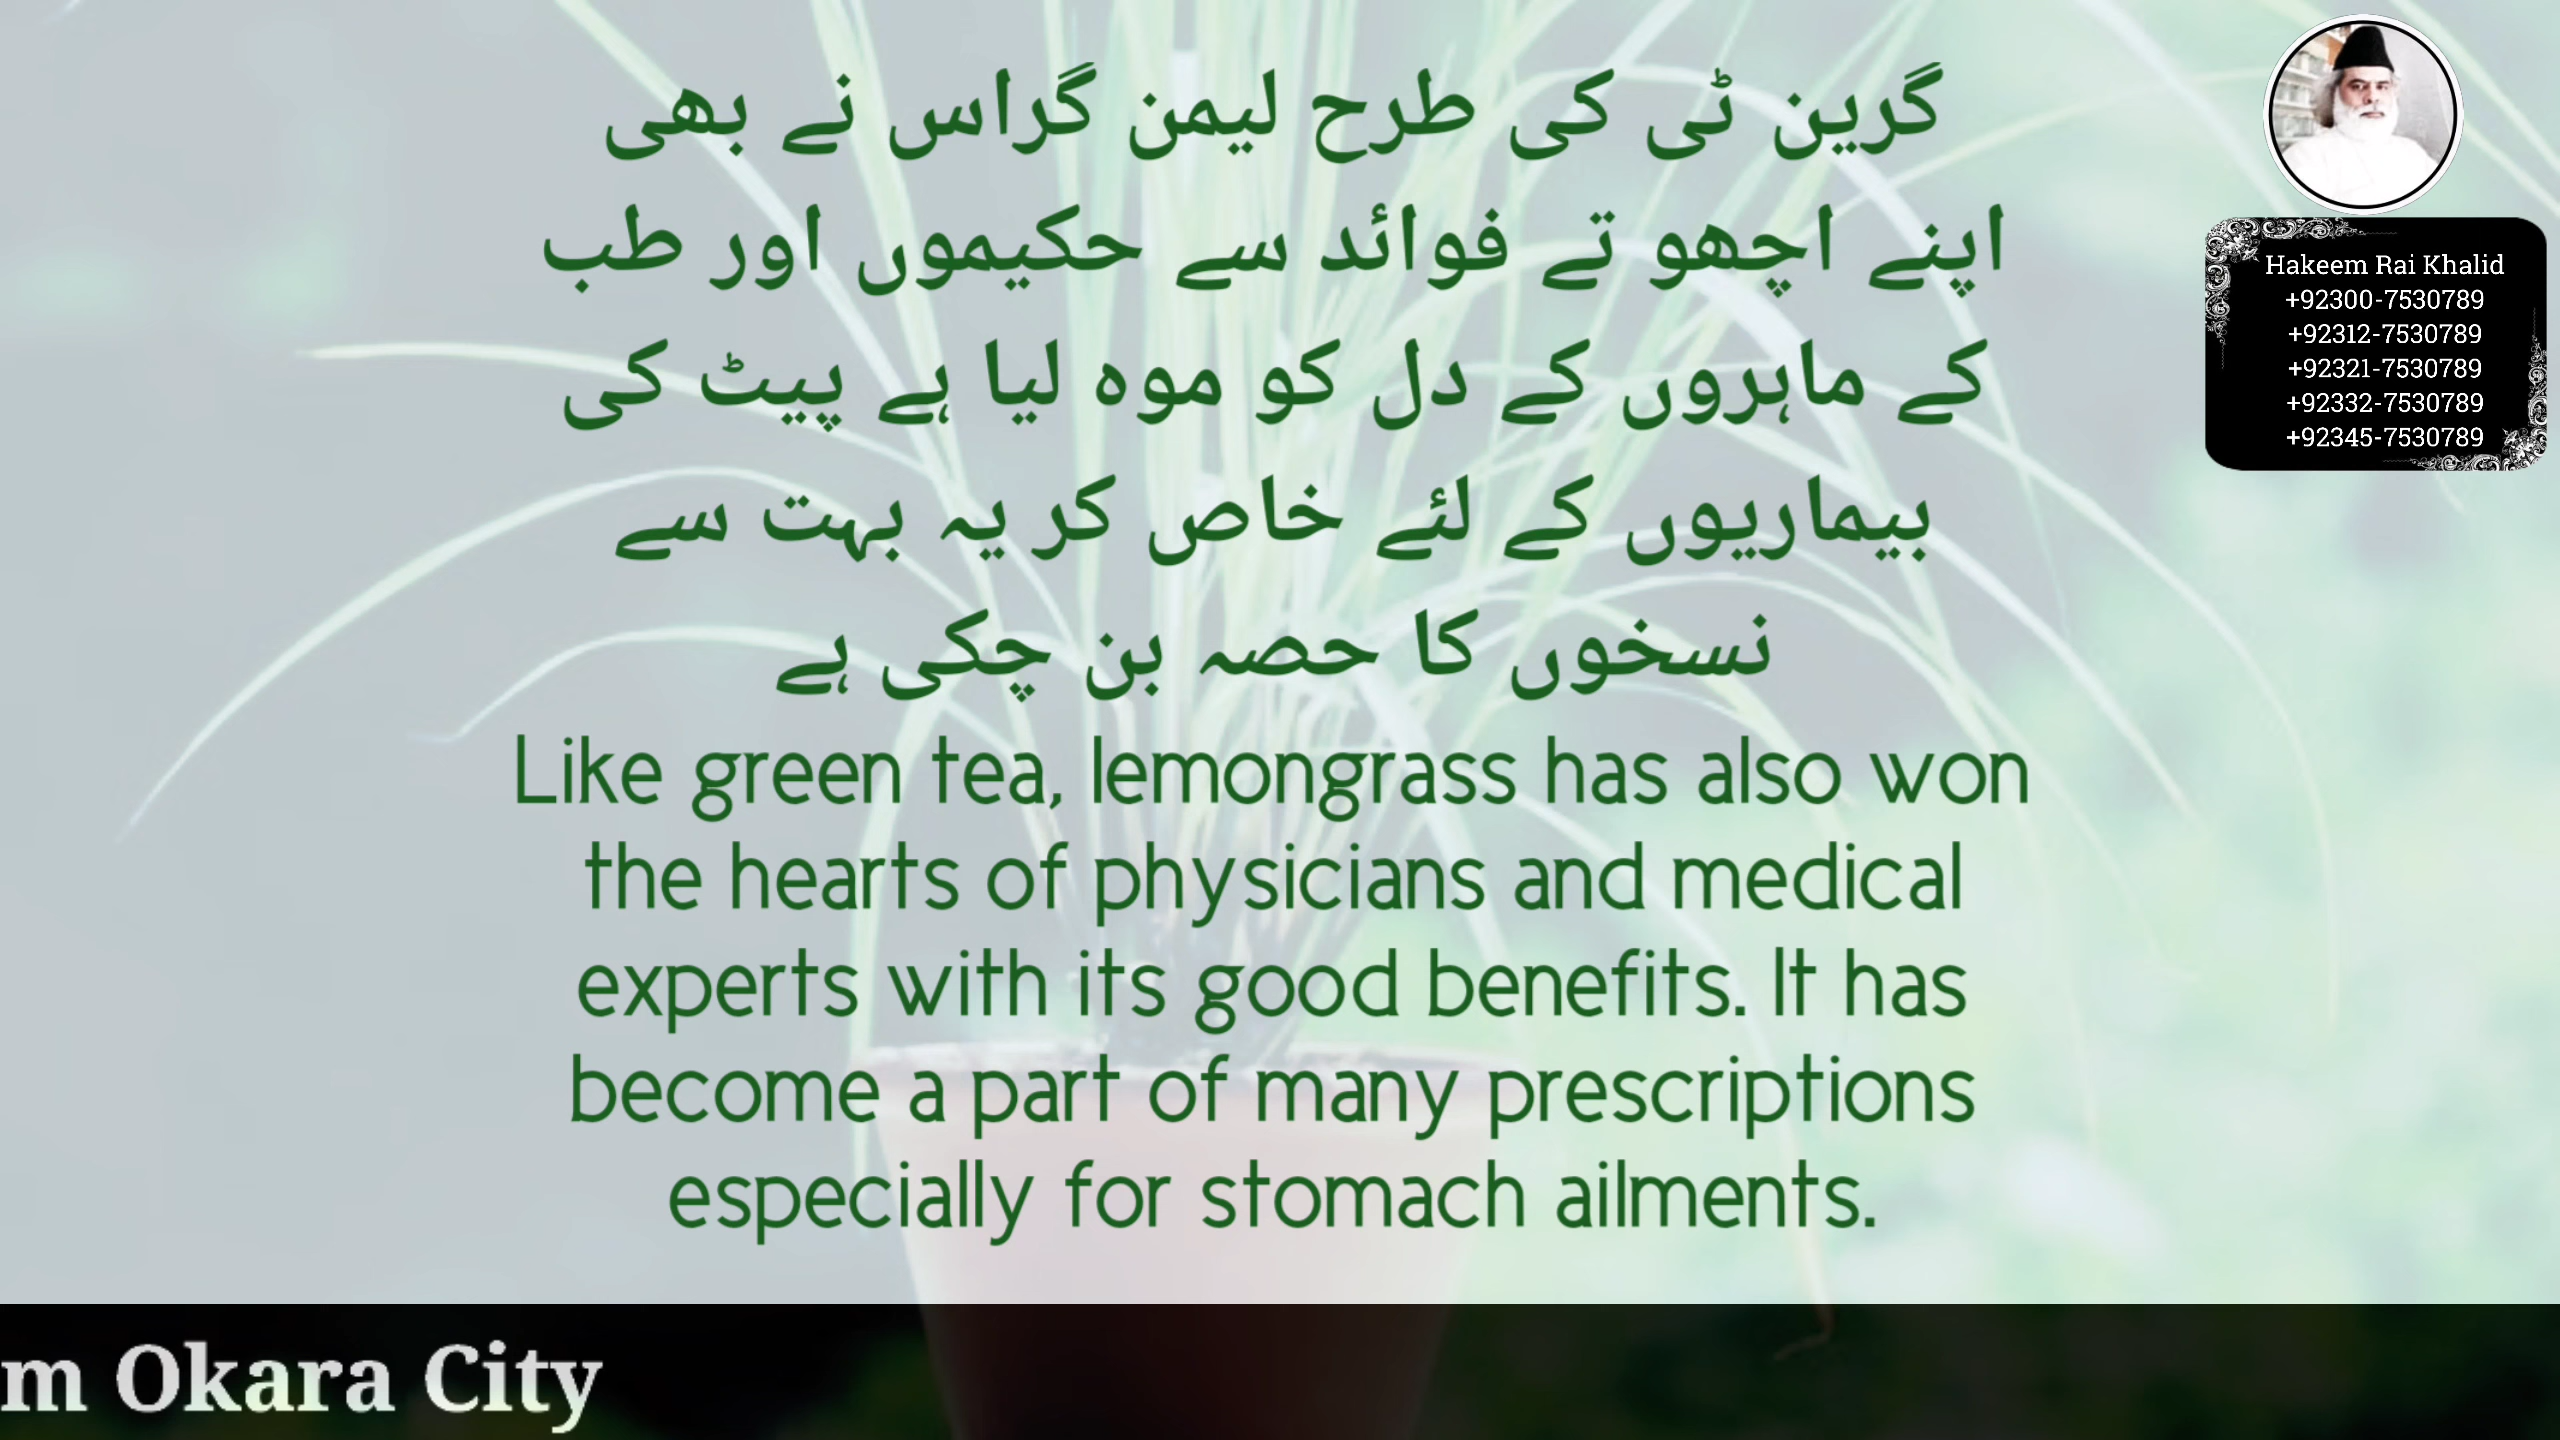 گرین ٹی کی طرح لیمن گراس نے بھی
اپنے اچھو تے فوائد سے حکیموں اور طب
کے ماہروں کے دل کو موہ لیا ہے پیٹ کی
بیماریوں کے لئے خاص کر یہ بہت سے
نسخوں کا حصہ بن چکی ہے
Like green tea, lemongrass has also won
the hearts of physicians and medical
experts with its good benefits. It has
become a part of many prescriptions
especially for stomach ailments.
Hakeem Rai Khalid
+92300-7530789
+92312-7530789
+92321-7530789
+92332-7530789
+92345-7530789
m Okara City